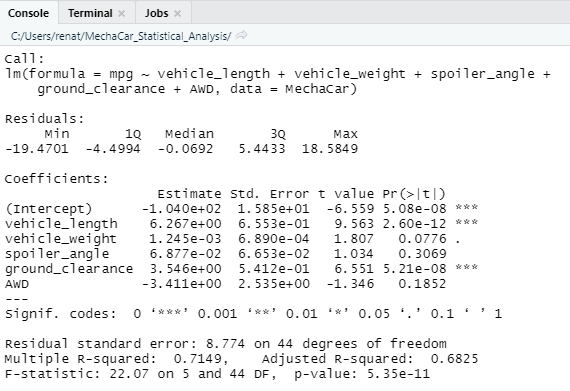 Console Terminal × Jobs ×
C:/Users/renat/MechaCar_Statistical_Analysis/
Call:
lm(formula = mpg ~ vehicle_length + vehicle_weight + spoiler_angle +
    ground_clearance + AWD, data = MechaCar)
Residuals:
     Min       1Q   Median       3Q      Max
-19.4701  -4.4994  -0.0692   5.4433  18.5849
Coefficients:
                   Estimate Std. Error t value Pr(>|t|)
(Intercept)      -1.040e+02  1.585e+01  -6.559 5.08e-08 ***
vehicle_length    6.267e+00  6.553e-01   9.563 2.60e-12 ***
vehicle_weight    1.245e-03  6.890e-04   1.807   0.0776 .
spoiler_angle     6.877e-02  6.653e-02   1.034   0.3069
ground_clearance  3.546e+00  5.412e-01   6.551 5.21e-08 ***
AWD              -3.411e+00  2.535e+00  -1.346   0.1852
---
Signif. codes:  0 ‘***’ 0.001 ‘**’ 0.01 ‘*’ 0.05 ‘.’ 0.1 ‘ ’ 1
Residual standard error: 8.774 on 44 degrees of freedom
Multiple R-squared:  0.7149,    Adjusted R-squared:  0.6825
F-statistic: 22.07 on 5 and 44 DF,  p-value: 5.35e-11